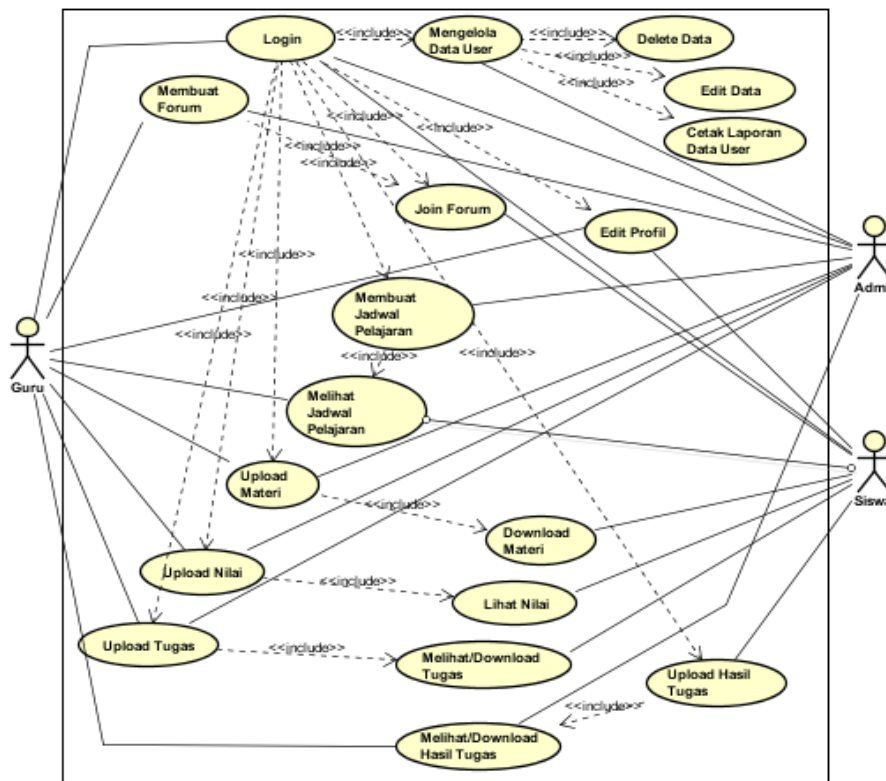 Login
<<include>>
Mengelola
Data User
<<include>>
Delete Data
<<include>>
<<include>>
Edit Data
Membuat
Forum
<<include>>
<<include>>
Cetak Laporan
Data User
<<include>>
<<include>>
Join Forum
Edit Profil
<<include>>
<<include>>
Membuat
Jadwal
Pelajaran
Adm
<<include>>
<<include>>
<<include>>
Guru
Melihat
Jadwal
Pelajaran
Upload
Materi
Siswa
<<include>>
Download
Materi
Upload Nilai
<<include>>
Lihat Nilai
Upload Tugas
<<include>>
Melihat/Download
Tugas
Upload Hasil
Tugas
<<include>>
Melihat/Download
Hasil Tugas